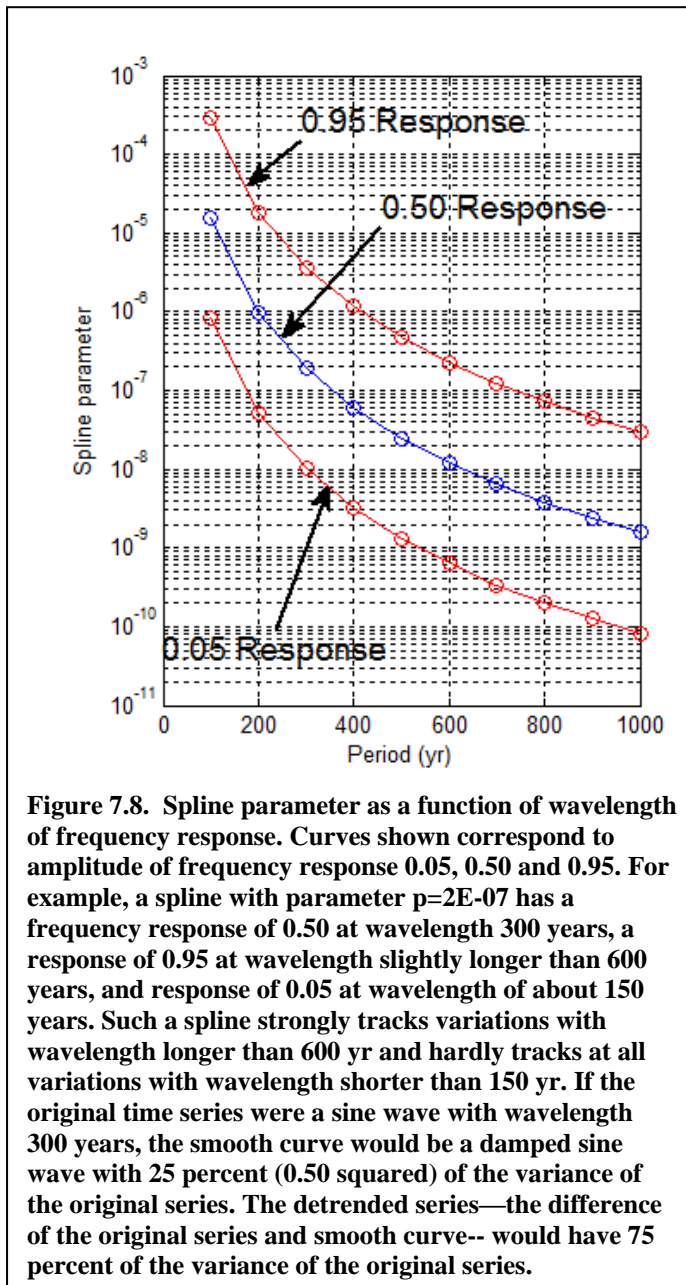 10-3
0.95 Response
10-4
0.50 Response
10-5
10-6
10-7
10-8
10-9
10-10
0.05 Response
10-11
Spline parameter
0 200 400 600 800 1000
Period (yr)
Figure 7.8. Spline parameter as a function of wavelength
of frequency response. Curves shown correspond to
amplitude of frequency response 0.05, 0.50 and 0.95. For
example, a spline with parameter p=2E-07 has a
frequency response of 0.50 at wavelength 300 years, a
response of 0.95 at wavelength slightly longer than 600
years, and response of 0.05 at wavelength of about 150
years. Such a spline strongly tracks variations with
wavelength longer than 600 yr and hardly tracks at all
variations with wavelength shorter than 150 yr. If the
original time series were a sine wave with wavelength
300 years, the smooth curve would be a damped sine
wave with 25 percent (0.50 squared) of the variance of
the original series. The detrended series—the difference
of the original series and smooth curve-- would have 75
percent of the variance of the original series.